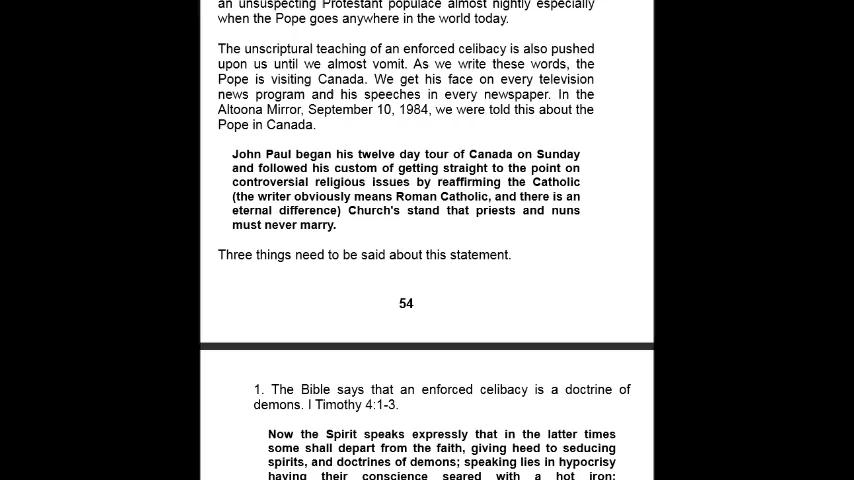 an unsuspecting Protestant populace almost nightly especially
when the Pope goes anywhere in the world today.
The unscriptural teaching of an enforced celibacy is also pushed
upon us until we almost vomit. As we write these words, the
Pope is visiting Canada. We get his face on every television
news program and his speeches in every newspaper. In the
Altoona Mirror, September 10, 1984, we were told this about the
Pope in Canada.
John Paul began his twelve day tour of Canada on Sunday
and followed his custom of getting straight to the point on
controversial religious issues by reaffirming the Catholic
(the writer obviously means Roman Catholic, and there is an
eternal difference) Church's stand that priests and nuns
must never marry.
Three things need to be said about this statement.
54
1. The Bible says that an enforced celibacy is a doctrine of
demons. I Timothy 4:1-3.
Now the Spirit speaks expressly that in the latter times
some shall depart from the faith, giving heed to seducing
spirits, and doctrines of demons; speaking lies in hypocrisy
having their conscience seared with a hot iron;